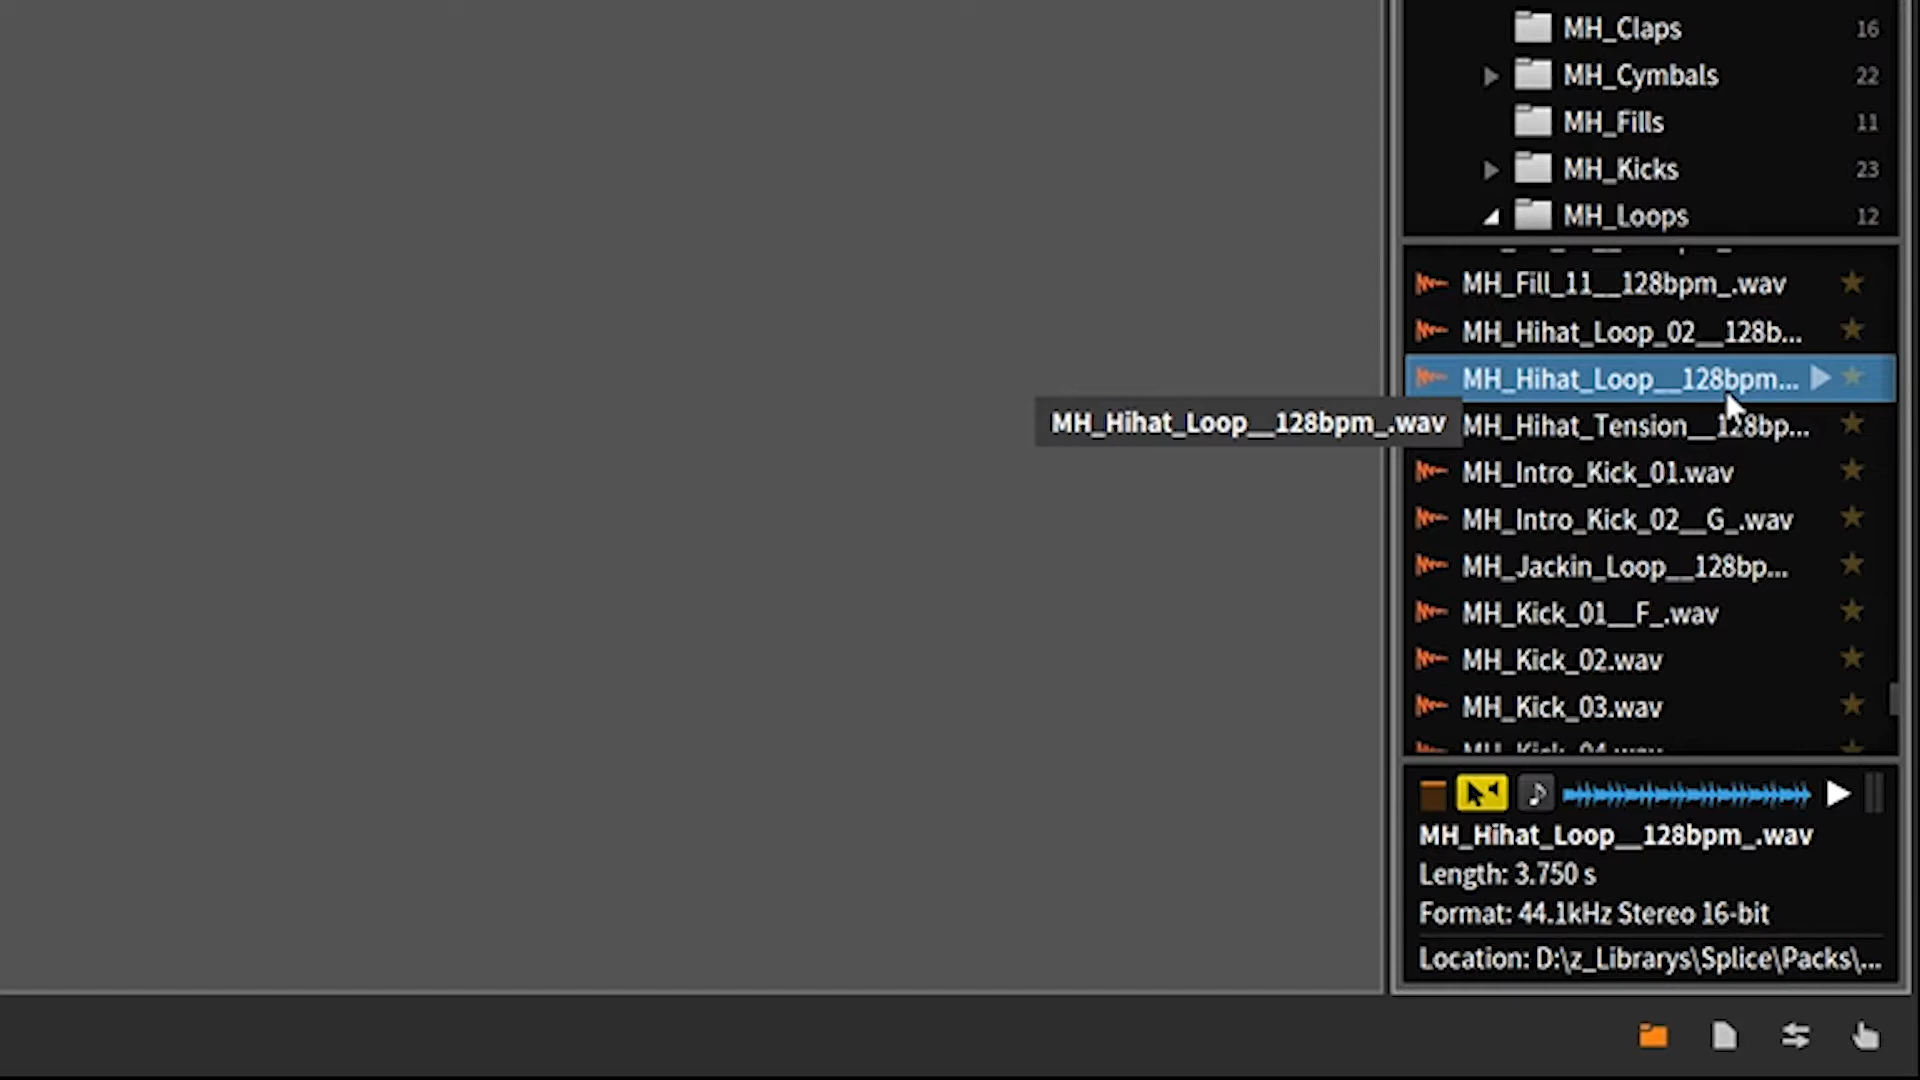 MH_Claps 16
MH_Cymbals 22
MH_Fills 11
MH_Kicks 23
MH_Loops 12
MH_Fill_11__128bpm_.wav
MH_Hihat_Loop_02__128b...
MH_Hihat_Loop__128bpm...
MH_Hihat_Loop__128bpm_.wav
MH_Hihat_Tension__128bp...
MH_Intro_Kick_01.wav
MH_Intro_Kick_02__G_.wav
MH_Jackin_Loop__128bp...
MH_Kick_01__F_.wav
MH_Kick_02.wav
MH_Kick_03.wav
MH_Kick_04.wav
MH_Hihat_Loop__128bpm_.wav
Length: 3.750 s
Format: 44.1kHz Stereo 16-bit
Location: D:\z_Librarys\Splice\Packs\...